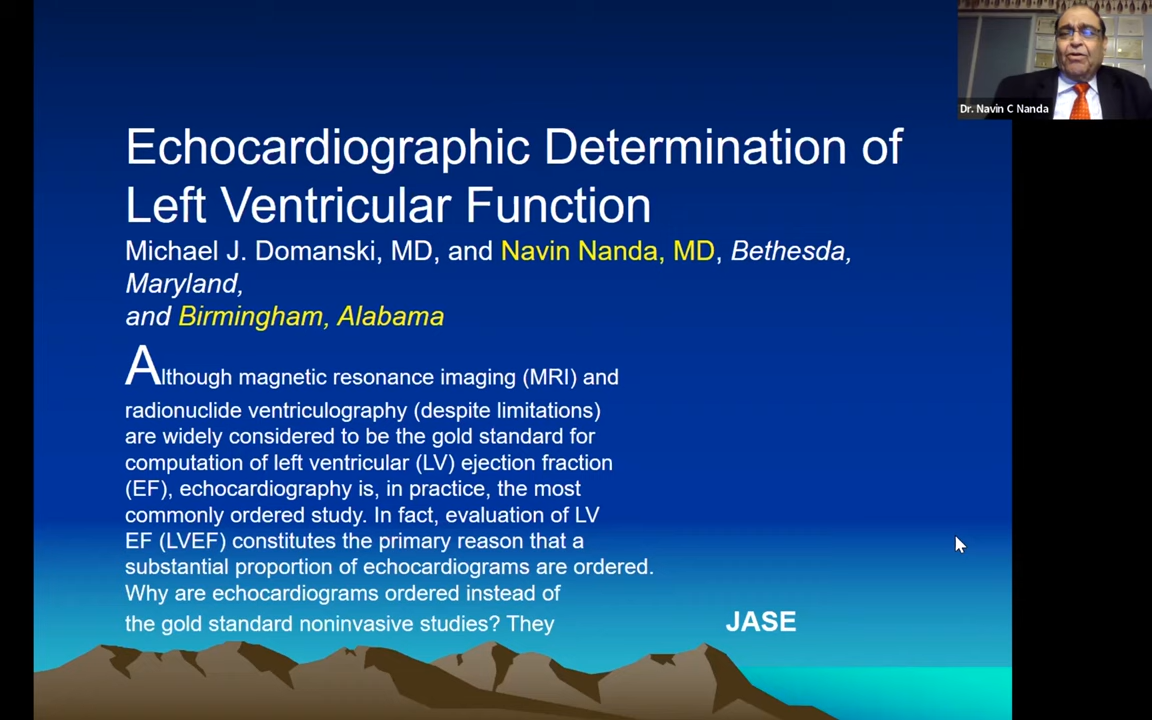 Dr. Navin C Nanda
Echocardiographic Determination of
Left Ventricular Function
Michael J. Domanski, MD, and Navin Nanda, MD, Bethesda,
Maryland,
and Birmingham, Alabama
Although magnetic resonance imaging (MRI) and
radionuclide ventriculography (despite limitations)
are widely considered to be the gold standard for
computation of left ventricular (LV) ejection fraction
(EF), echocardiography is, in practice, the most
commonly ordered study. In fact, evaluation of LV
EF (LVEF) constitutes the primary reason that a
substantial proportion of echocardiograms are ordered.
Why are echocardiograms ordered instead of
the gold standard noninvasive studies? They
JASE